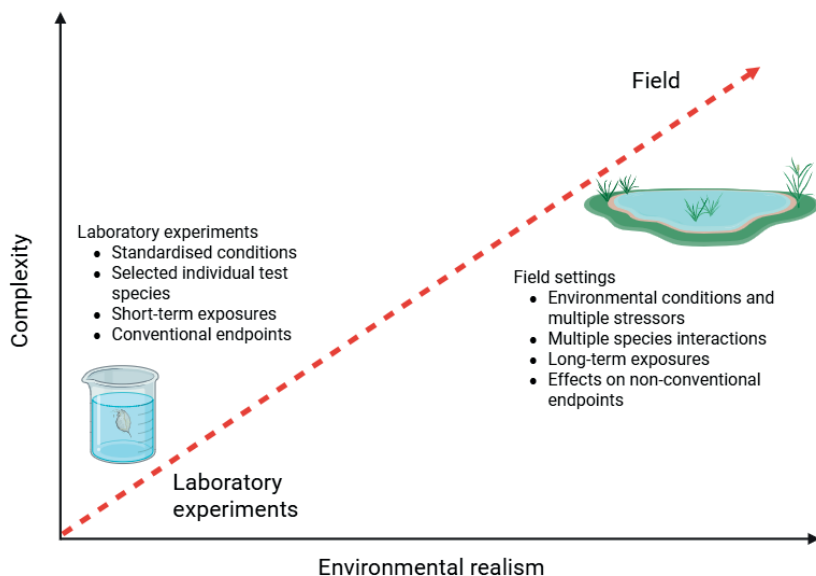 Field
Laboratory experiments
● Standardised conditions
● Selected individual test
species
● Short-term exposures
● Conventional endpoints
Field settings
● Environmental conditions and
multiple stressors
● Multiple species interactions
● Long-term exposures
● Effects on non-conventional
endpoints
Laboratory
experiments
Complexity
Environmental realism